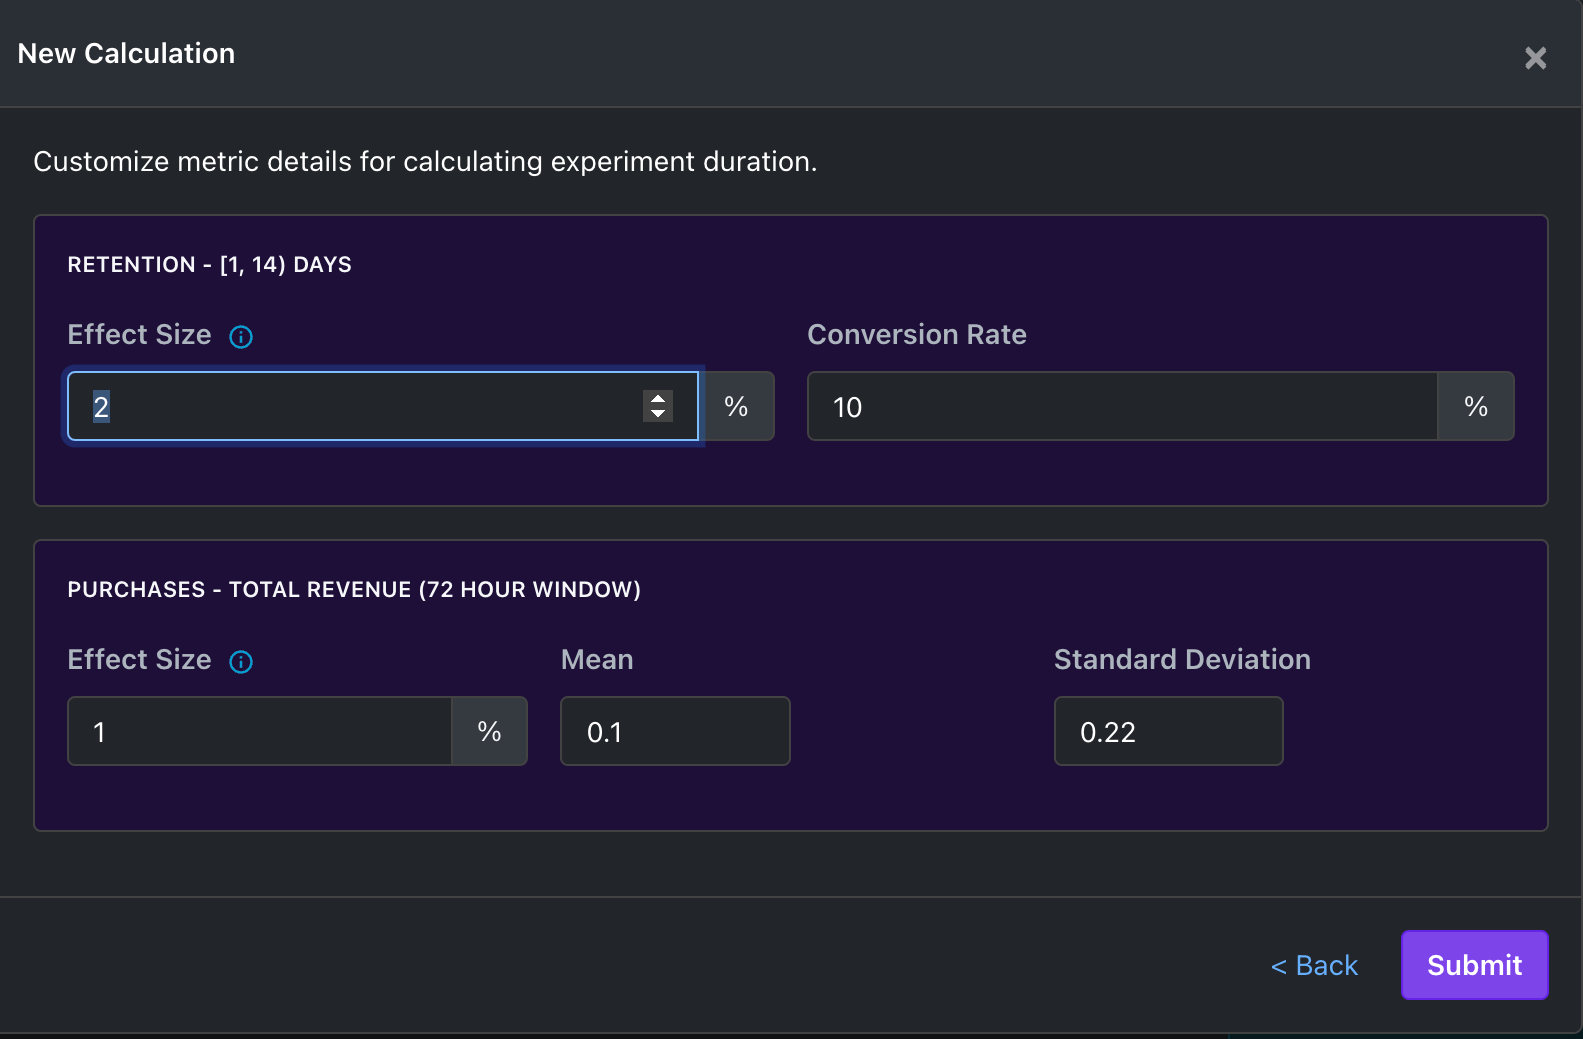 New Calculation
×
Customize metric details for calculating experiment duration.
RETENTION - [1, 14) DAYS
Effect Size
Conversion Rate
2 %
10 %
PURCHASES - TOTAL REVENUE (72 HOUR WINDOW)
Effect Size
Mean
Standard Deviation
1 %
0.1
0.22
< Back
Submit